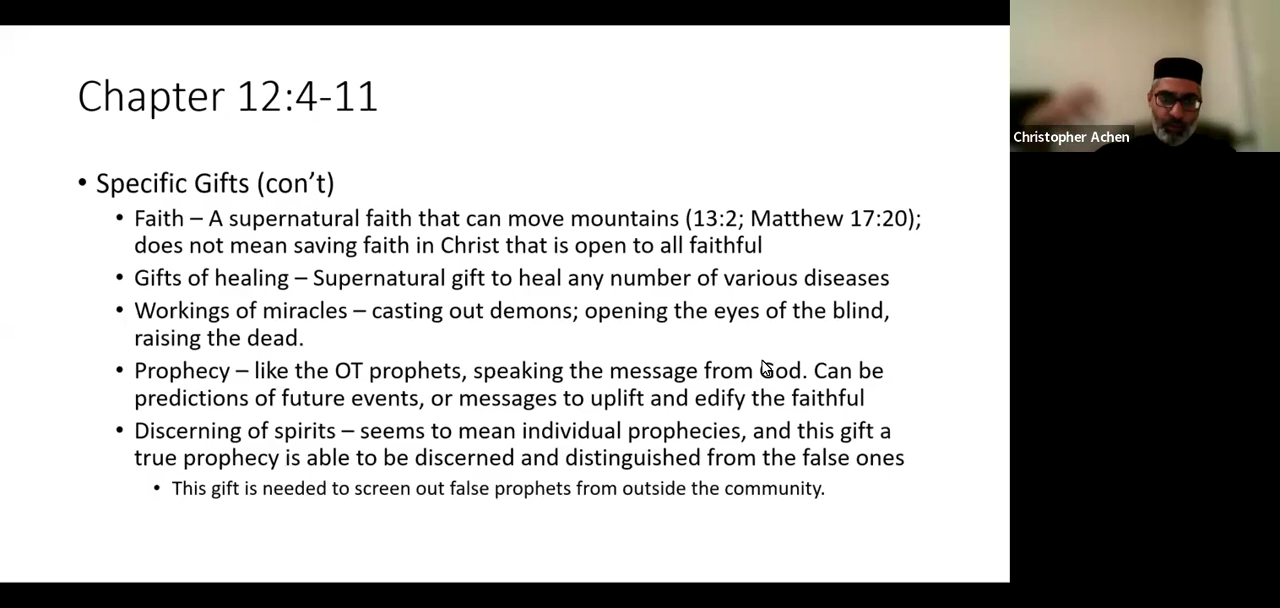 Chapter 12:4-11
• Specific Gifts (con’t)
• Faith – A supernatural faith that can move mountains (13:2; Matthew 17:20);
does not mean saving faith in Christ that is open to all faithful
• Gifts of healing – Supernatural gift to heal any number of various diseases
• Workings of miracles – casting out demons; opening the eyes of the blind,
raising the dead.
• Prophecy – like the OT prophets, speaking the message from God. Can be
predictions of future events, or messages to uplift and edify the faithful
• Discerning of spirits – seems to mean individual prophecies, and this gift a
true prophecy is able to be discerned and distinguished from the false ones
• This gift is needed to screen out false prophets from outside the community.
Christopher Achen